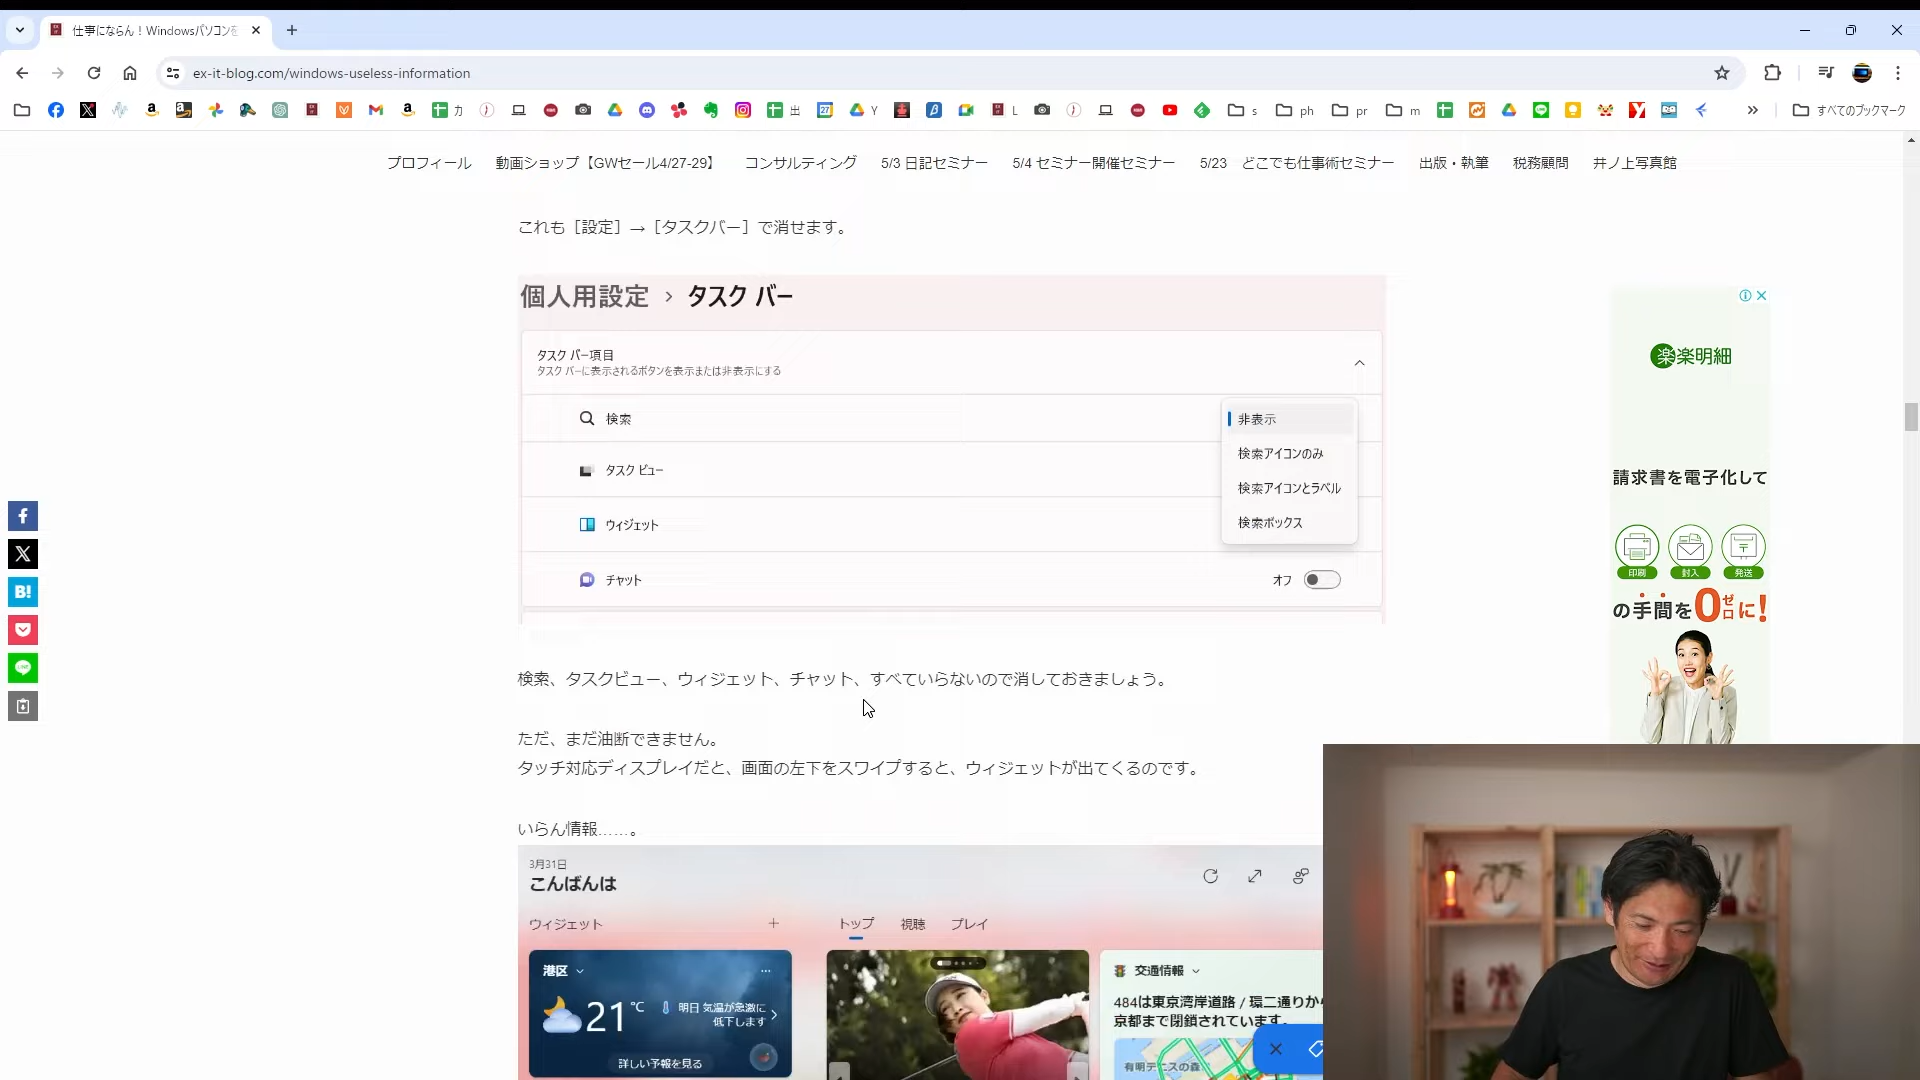 仕事にならん！Windowsパソコンを
ex-it-blog.com/windows-useless-information
カ
出
Y
L
s
ph
pr
m
すべてのブックマーク
プロフィール
動画ショップ【GWセール4/27-29】
コンサルティング
5/3 日記セミナー
5/4 セミナー開催セミナー
5/23 どこでも仕事術セミナー
出版・執筆
税務顧問
井ノ上写真館
これも［設定］→［タスクバー］で消せます。
個人用設定 › タスク バー
タスク バー項目
タスク バーに表示されるボタンを表示または非表示にする
検索
非表示
検索アイコンのみ
タスク ビュー
検索アイコンとラベル
ウィジェット
検索ボックス
チャット
オフ
検索、タスクビュー、ウィジェット、チャット、すべていらないので消しておきましょう。
ただ、まだ油断できません。
タッチ対応ディスプレイだと、画面の左下をスワイプすると、ウィジェットが出てくるのです。
いらん情報……。
3月31日
こんばんは
ウィジェット
トップ
視聴
プレイ
港区
21℃
明日 気温が急激に
低下します
詳しい予報を見る
交通情報
484は東京湾岸道路 / 環二通りか
京都まで閉鎖されています。
有明テニスの森
楽楽明細
請求書を電子化して
印刷
封入
発送
の手間を0ゼロに!
B!
LINE